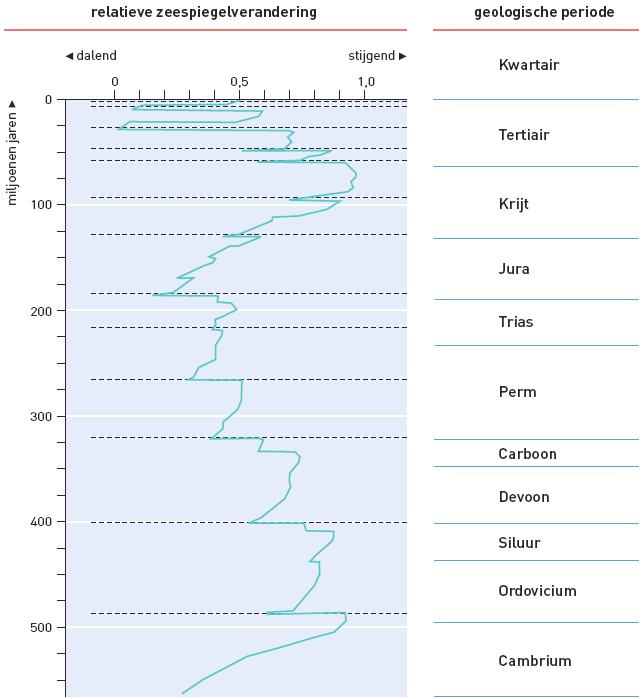 relatieve zeespiegelverandering
geologische periode
◄ dalend
stijgend ►
0
0,5
1,0
miljoenen jaren ►
0
100
200
300
400
500
Kwartair
Tertiair
Krijt
Jura
Trias
Perm
Carboon
Devoon
Siluur
Ordovicium
Cambrium